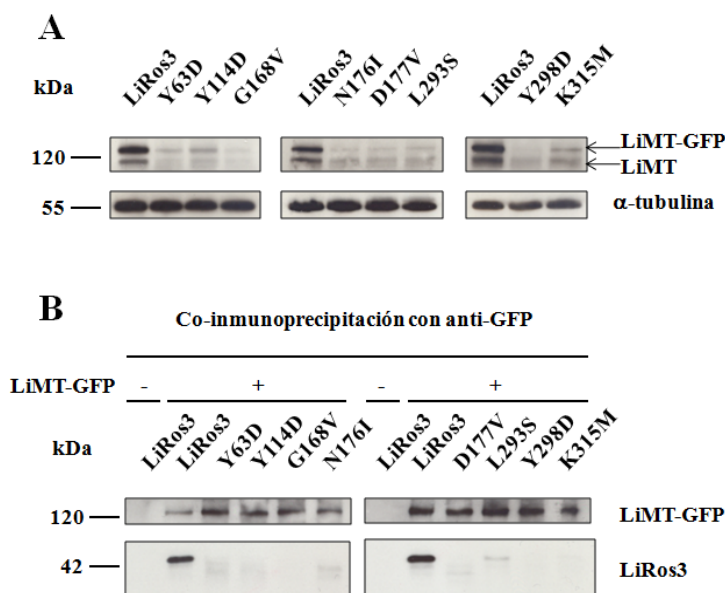 A
kDa
LiRos3 Y63D Y114D G168V LiRos3 N176I D177V L293S LiRos3 Y298D K315M
LiMT-GFP
120
LiMT
55
α-tubulina
B
Co-inmunoprecipitación con anti-GFP
LiMT-GFP - + - +
kDa
LiRos3 LiRos3 Y63D Y114D G168V N176I LiRos3 LiRos3 D177V L293S Y298D K315M
120 LiMT-GFP
42 LiRos3